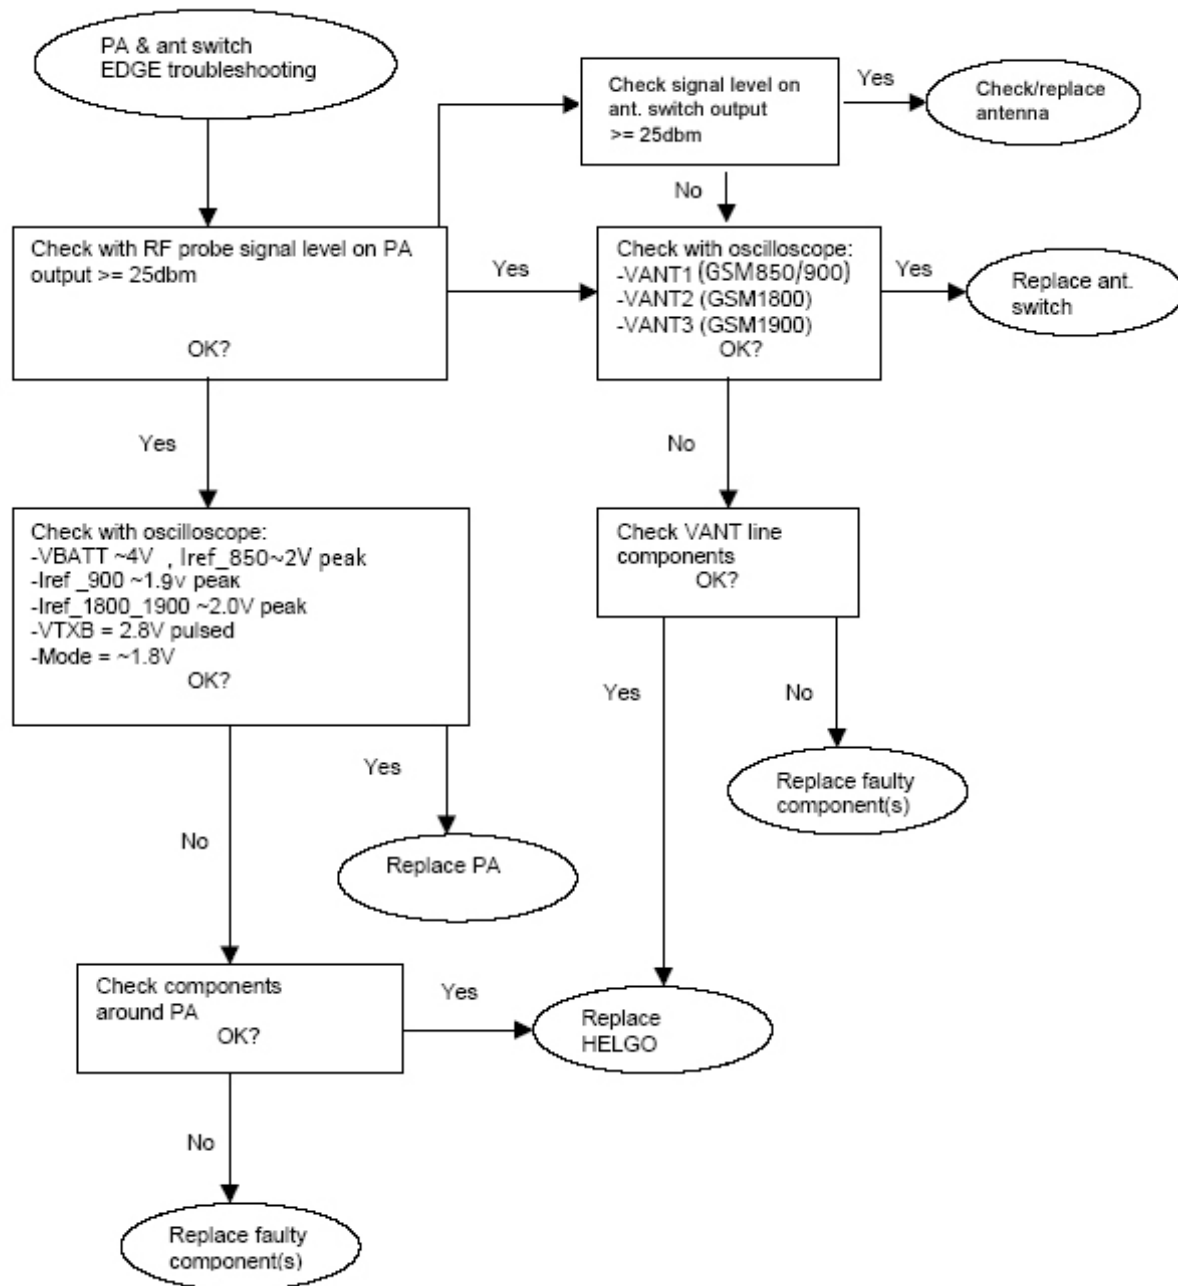 PA & ant switch
EDGE troubleshooting
Check signal level on
ant. switch output
>= 25dbm
Yes
Check/replace
antenna
No
Check with RF probe signal level on PA
output >= 25dbm
OK?
Yes
Check with oscilloscope:
-VANT1 (GSM850/900)
-VANT2 (GSM1800)
-VANT3 (GSM1900)
OK?
Yes
Replace ant.
switch
Yes
No
Check with oscilloscope:
-VBATT ~4V , Iref_850~2V peak
-Iref _900 ~1.9v peak
-Iref_1800_1900 ~2.0V peak
-VTXB = 2.8V pulsed
-Mode = ~1.8V
OK?
Check VANT line
components
OK?
Yes
No
Yes
Replace faulty
component(s)
No
Replace PA
Check components
around PA
OK?
Yes
Replace
HELGO
No
Replace faulty
component(s)